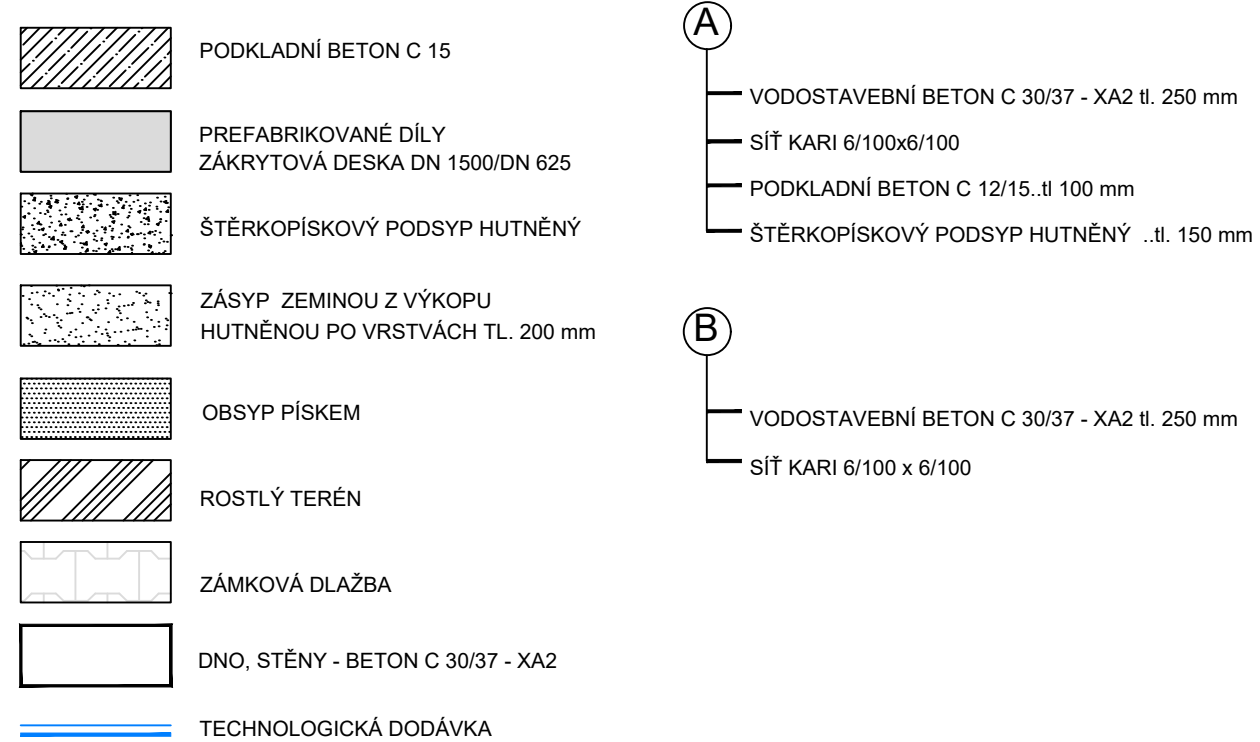 PODKLADNÍ BETON C 15
PREFABRIKOVANÉ DÍLY
ZÁKRYTOVÁ DESKA DN 1500/DN 625
ŠTĚRKOPÍSKOVÝ PODSYP HUTNĚNÝ
ZÁSYP ZEMINOU Z VÝKOPU
HUTNĚNOU PO VRSTVÁCH TL. 200 mm
OBSYP PÍSKEM
ROSTLÝ TERÉN
ZÁMKOVÁ DLAŽBA
DNO, STĚNY - BETON C 30/37 - XA2
TECHNOLOGICKÁ DODÁVKA
A
VODOSTAVEBNÍ BETON C 30/37 - XA2 tl. 250 mm
SÍŤ KARI 6/100x6/100
PODKLADNÍ BETON C 12/15..tl 100 mm
ŠTĚRKOPÍSKOVÝ PODSYP HUTNĚNÝ ..tl. 150 mm
B
VODOSTAVEBNÍ BETON C 30/37 - XA2 tl. 250 mm
SÍŤ KARI 6/100 x 6/100